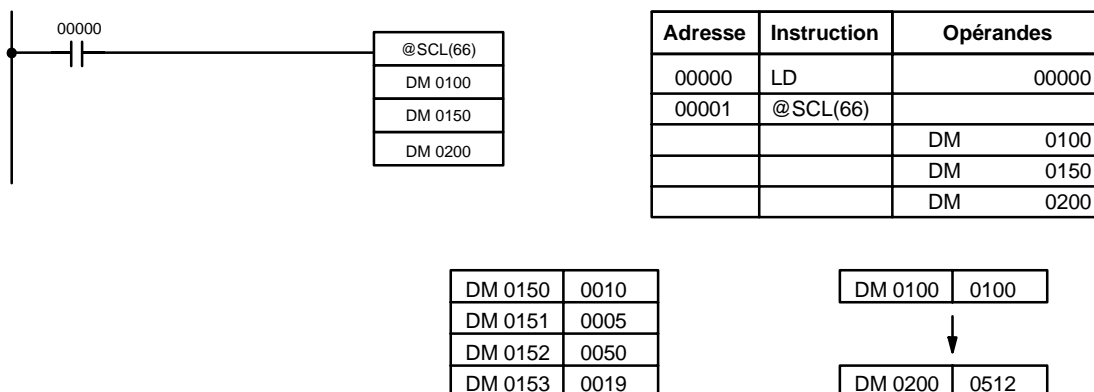 00000
@SCL(66)
DM 0100
DM 0150
DM 0200
Adresse Instruction Opérandes
00000 LD 00000
00001 @SCL(66)
DM 0100
DM 0150
DM 0200
DM 0150 0010
DM 0151 0005
DM 0152 0050
DM 0153 0019
DM 0100 0100
DM 0200 0512